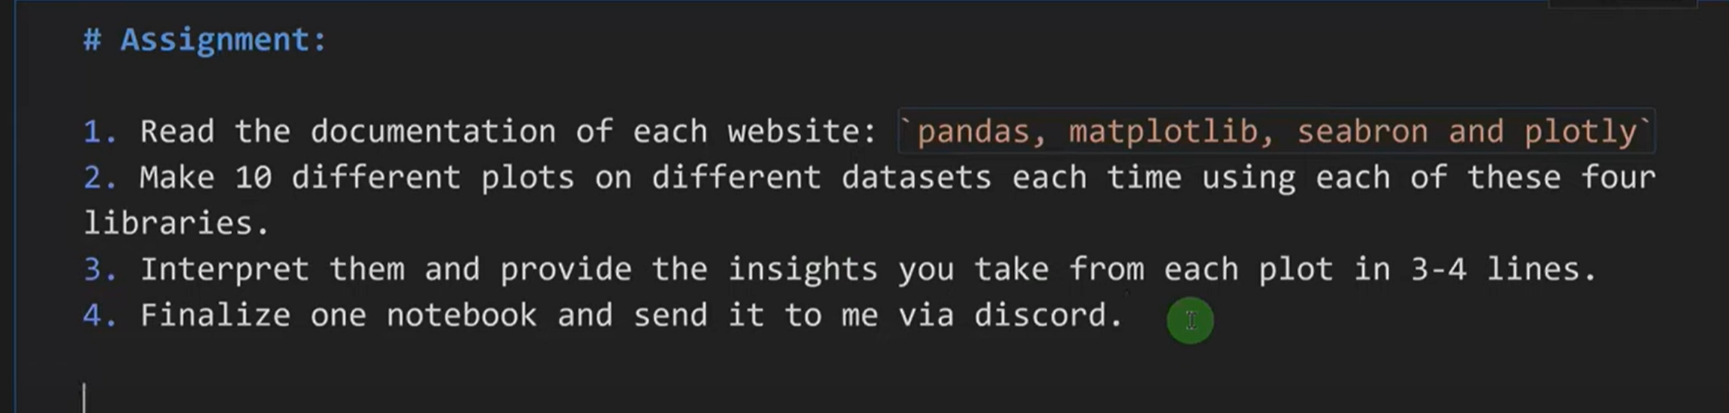 # Assignment:
1. Read the documentation of each website: `pandas, matplotlib, seabron and plotly`
2. Make 10 different plots on different datasets each time using each of these four
libraries.
3. Interpret them and provide the insights you take from each plot in 3-4 lines.
4. Finalize one notebook and send it to me via discord.